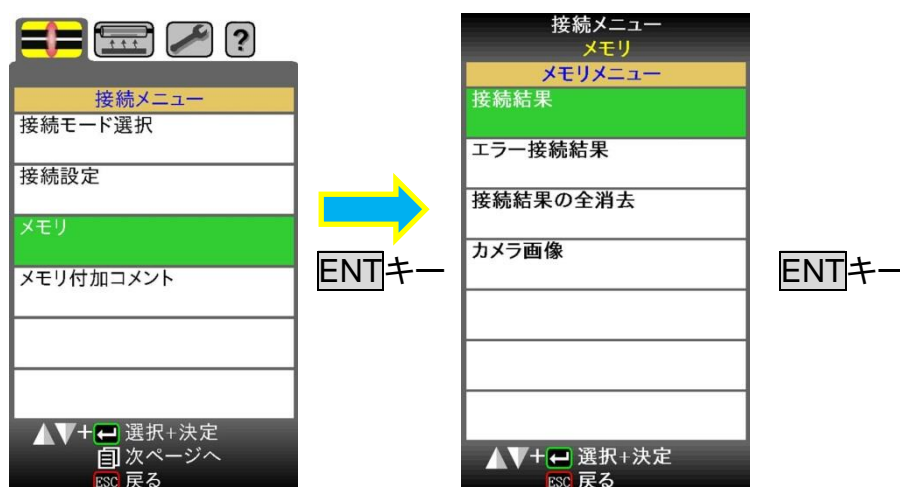 ?
接続メニュー
接続モード選択
接続設定
メモリ
メモリ付加コメント
▲▼+↵ 選択+決定
次ページへ
ESC 戻る
ENTキー
接続メニュー
メモリ
メモリメニュー
接続結果
エラー接続結果
接続結果の全消去
カメラ画像
▲▼+↵ 選択+決定
ESC 戻る
ENTキー